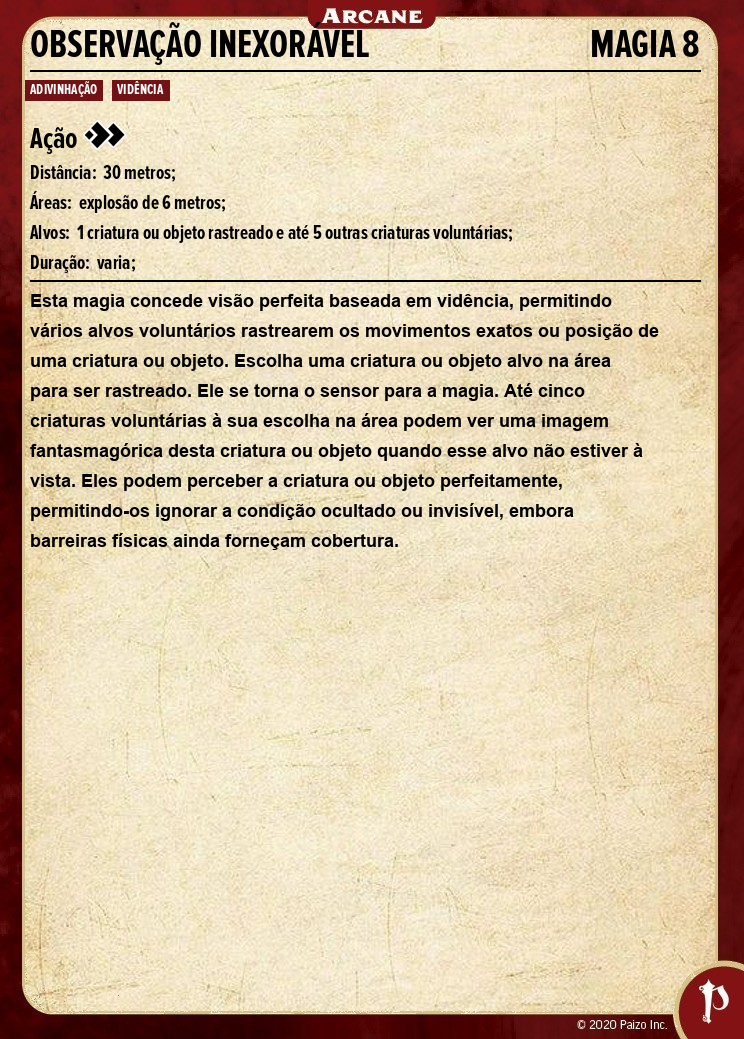 ARCANE
OBSERVAÇÃO INEXORÁVEL MAGIA 8
ADIVINHAÇÃO VIDÊNCIA
Ação
Distância: 30 metros;
Áreas: explosão de 6 metros;
Alvos: 1 criatura ou objeto rastreado e até 5 outras criaturas voluntárias;
Duração: varia;
Esta magia concede visão perfeita baseada em vidência, permitindo
vários alvos voluntários rastrearem os movimentos exatos ou posição de
uma criatura ou objeto. Escolha uma criatura ou objeto alvo na área
para ser rastreado. Ele se torna o sensor para a magia. Até cinco
criaturas voluntárias à sua escolha na área podem ver uma imagem
fantasmagórica desta criatura ou objeto quando esse alvo não estiver à
vista. Eles podem perceber a criatura ou objeto perfeitamente,
permitindo-os ignorar a condição ocultado ou invisível, embora
barreiras físicas ainda forneçam cobertura.
© 2020 Paizo Inc.
P